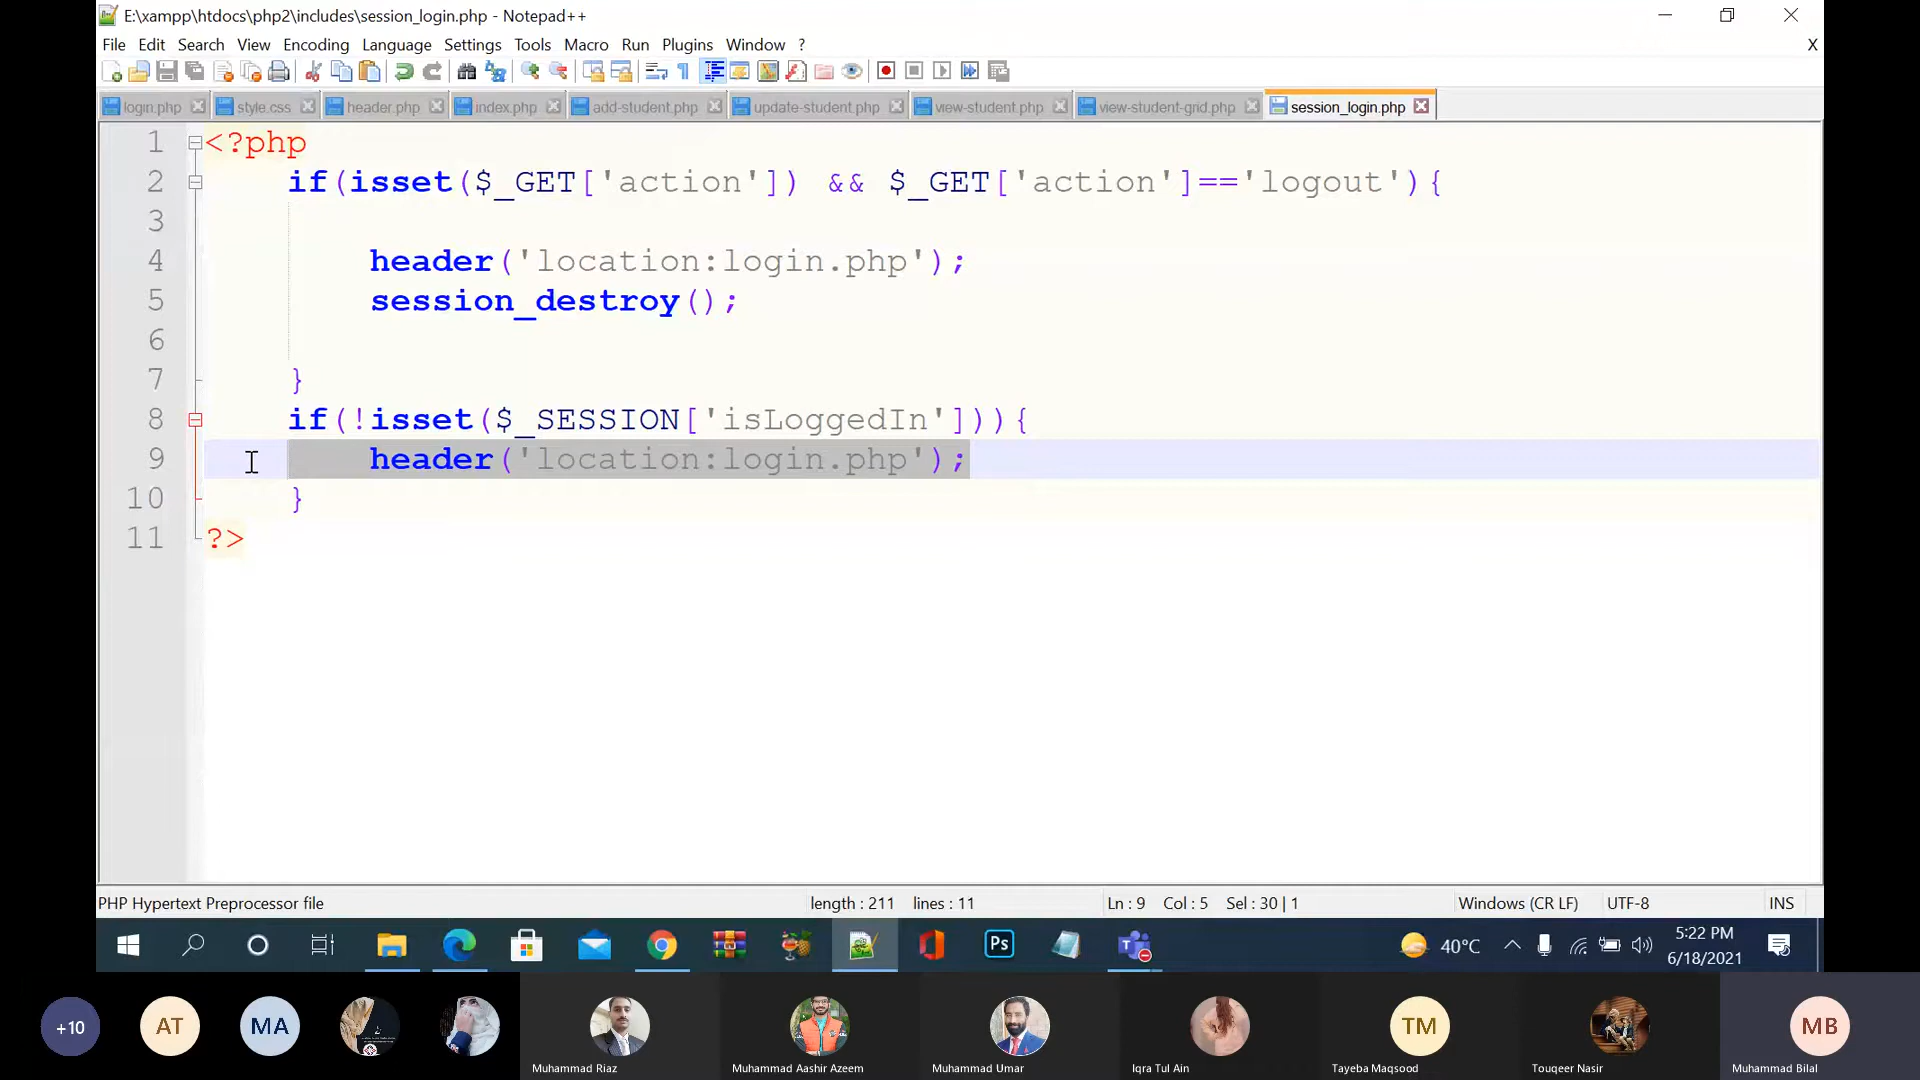 E:\xampp\htdocs\php2\includes\session_login.php - Notepad++
File Edit Search View Encoding Language Settings Tools Macro Run Plugins Window ? X
login.php style.css header.php index.php add-student.php update-student.php view-student.php view-student-grid.php session_login.php
1 <?php
2 if(isset($_GET['action']) && $_GET['action']=='logout'){
3
4 header('location:login.php');
5 session_destroy();
6
7 }
8 if(!isset($_SESSION['isLoggedIn'])){
9 header('location:login.php');
10 }
11 ?>
PHP Hypertext Preprocessor file length : 211 lines : 11 Ln : 9 Col : 5 Sel : 30 | 1 Windows (CR LF) UTF-8 INS
Ps 40°C 5:22 PM
6/18/2021
+10 AT MA TM MB
Muhammad Riaz Muhammad Aashir Azeem Muhammad Umar Iqra Tul Ain Tayeba Maqsood Touqeer Nasir Muhammad Bilal